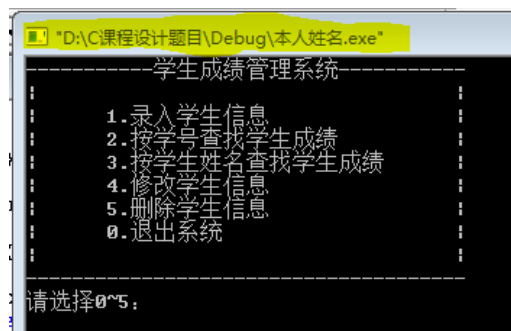 "D:\C课程设计题目\Debug\本人姓名.exe"
-----------学生成绩管理系统-----------
1.录入学生信息
2.按学号查找学生成绩
3.按学生姓名查找学生成绩
4.修改学生信息
5.删除学生信息
0.退出系统
请选择0~5: